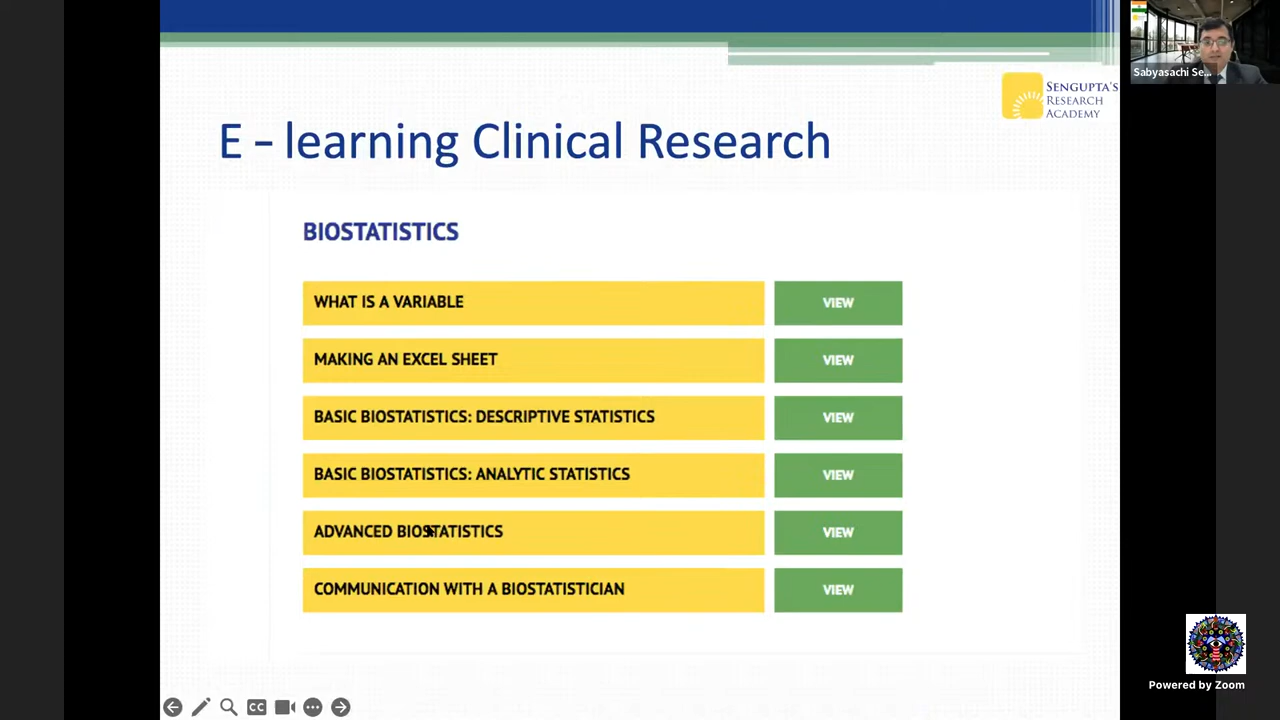 Sabyasachi Se...
SENGUPTA'S
RESEARCH
ACADEMY
E – learning Clinical Research
BIOSTATISTICS
WHAT IS A VARIABLE
VIEW
MAKING AN EXCEL SHEET
VIEW
BASIC BIOSTATISTICS: DESCRIPTIVE STATISTICS
VIEW
BASIC BIOSTATISTICS: ANALYTIC STATISTICS
VIEW
ADVANCED BIOSTATISTICS
VIEW
COMMUNICATION WITH A BIOSTATISTICIAN
VIEW
CC
Powered by Zoom